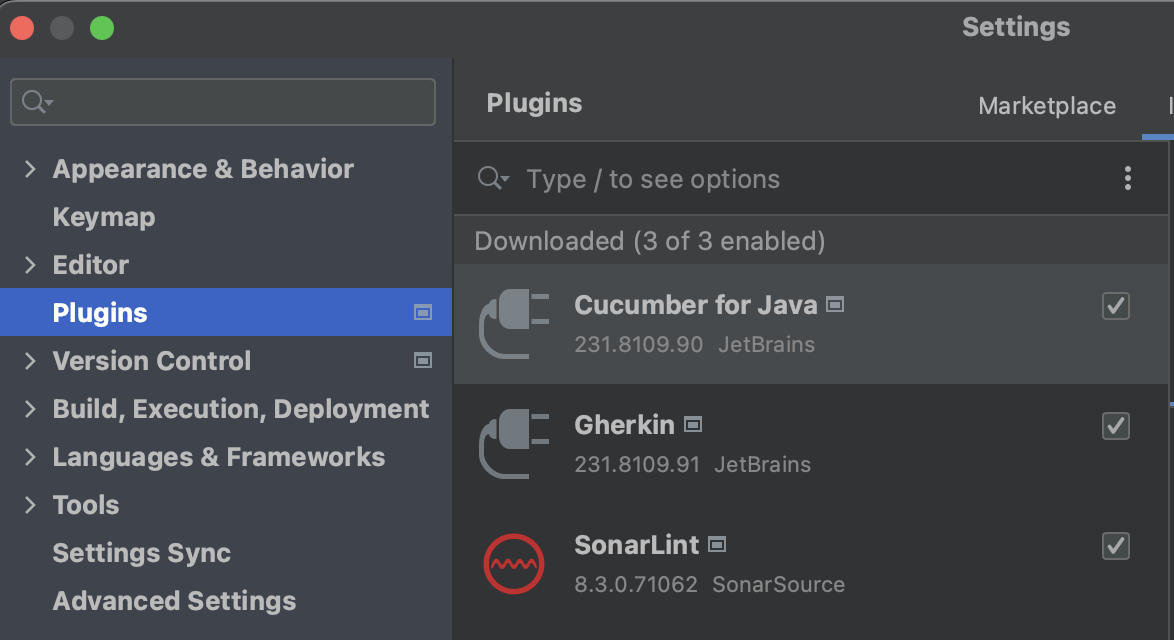 Settings
Appearance & Behavior
Keymap
Editor
Plugins
Version Control
Build, Execution, Deployment
Languages & Frameworks
Tools
Settings Sync
Advanced Settings
Plugins
Marketplace
Type / to see options
Downloaded (3 of 3 enabled)
Cucumber for Java
231.8109.90 JetBrains
Gherkin
231.8109.91 JetBrains
SonarLint
8.3.0.71062 SonarSource